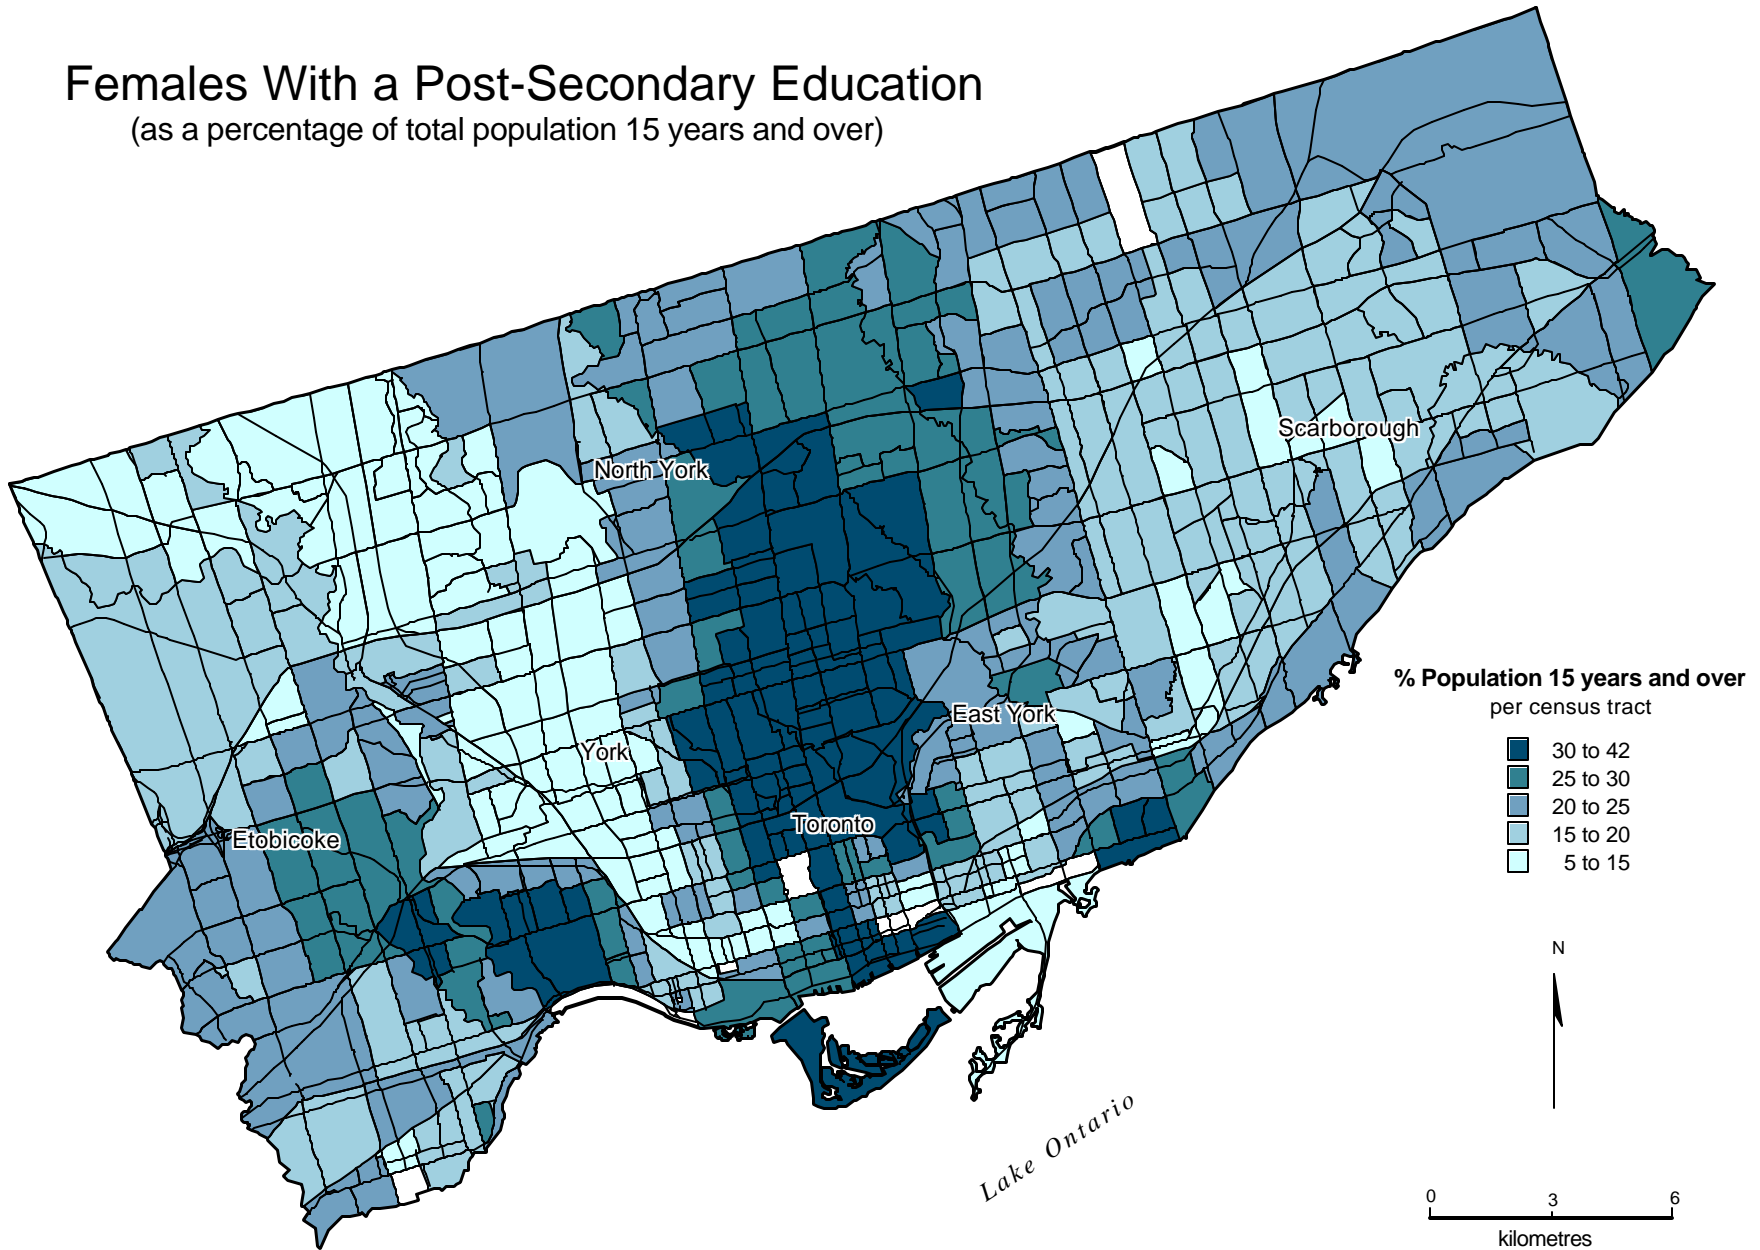 Females With a Post-Secondary Education
(as a percentage of total population 15 years and over)
Scarborough
North York
East York
York
Toronto
Etobicoke
% Population 15 years and over
per census tract
30 to 42
25 to 30
20 to 25
15 to 20
5 to 15
N
Lake Ontario
0 3 6
kilometres